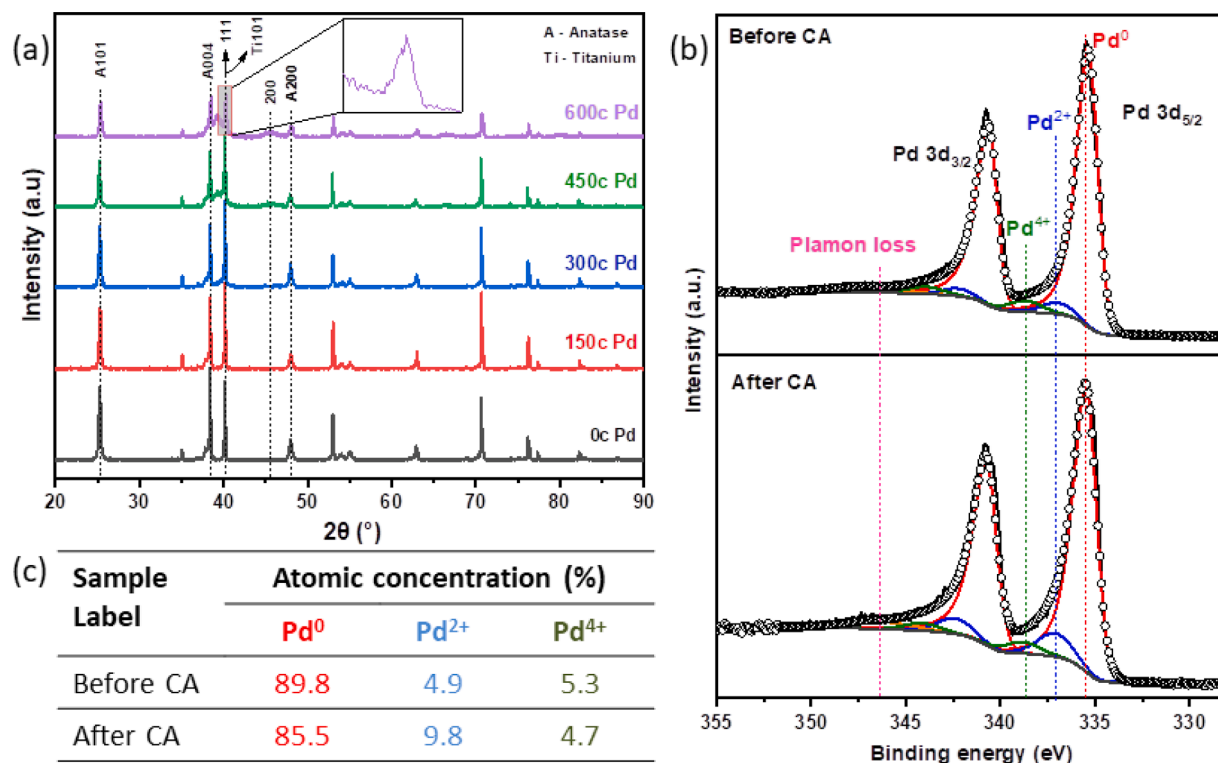 (a)
A101
A004
111
Ti101
200
A200
A - Anatase
Ti - Titanium
600c Pd
450c Pd
300c Pd
150c Pd
0c Pd
Intensity (a.u)
20 30 40 50 60 70 80 90
2θ (°)
(b)
Before CA
Pd⁰
Pd 3d₅/₂
Pd²⁺
Pd 3d₃/₂
Pd⁴⁺
Plamon loss
After CA
Intensity (a.u.)
355 345 340 335 330
Binding energy (eV)
(c)
Sample Label
Atomic concentration (%)
Pd⁰ Pd²⁺ Pd⁴⁺
Before CA 89.8 4.9 5.3
After CA 85.5 9.8 4.7